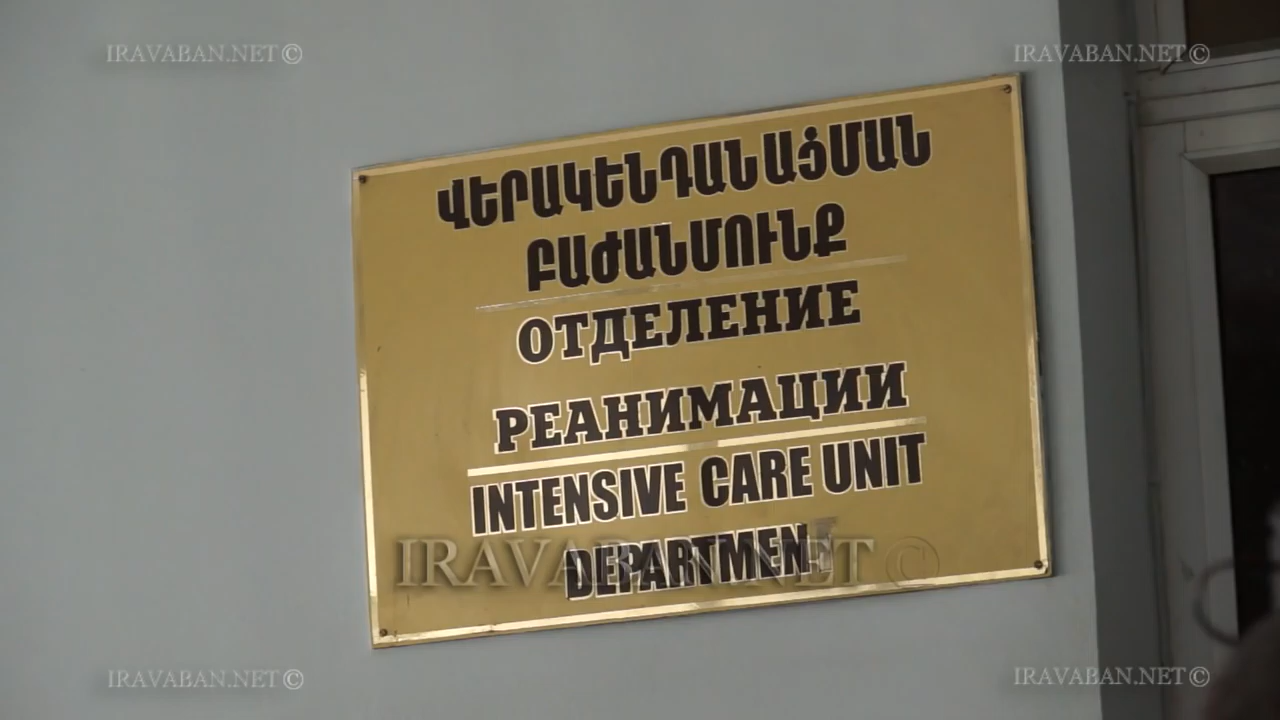 IRAVABAN.NET© IRAVABAN.NET©
ՎԵՐԱԿԵՆԴԱՆԱՑՄԱՆ
ԲԱԺԱՆՄՈՒՆՔ
ОТДЕЛЕНИЕ
РЕАНИМАЦИИ
INTENSIVE CARE UNIT
DEPARTMEN
IRAVABAN.NET ©
IRAVABAN.NET© IRAVABAN.NET©